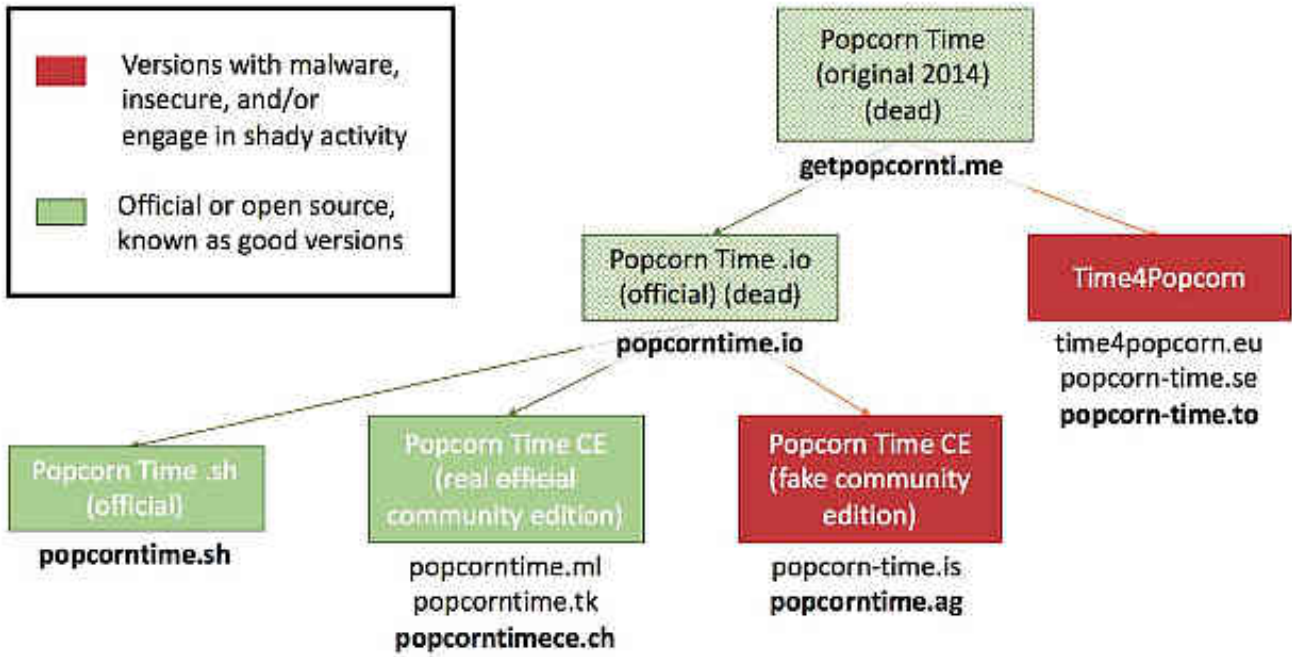 Versions with malware,
insecure, and/or
engage in shady activity
Official or open source,
known as good versions
Popcorn Time
(original 2014)
(dead)
getpopcornti.me
Popcorn Time .io
(official) (dead)
popcorntime.io
Time4Popcorn
time4popcorn.eu
popcorn-time.se
popcorn-time.to
Popcorn Time .sh
(official)
popcorntime.sh
Popcorn Time CE
(real official
community edition)
popcorntime.ml
popcorntime.tk
popcorntimece.ch
Popcorn Time CE
(fake community
edition)
popcorn-time.is
popcorntime.ag